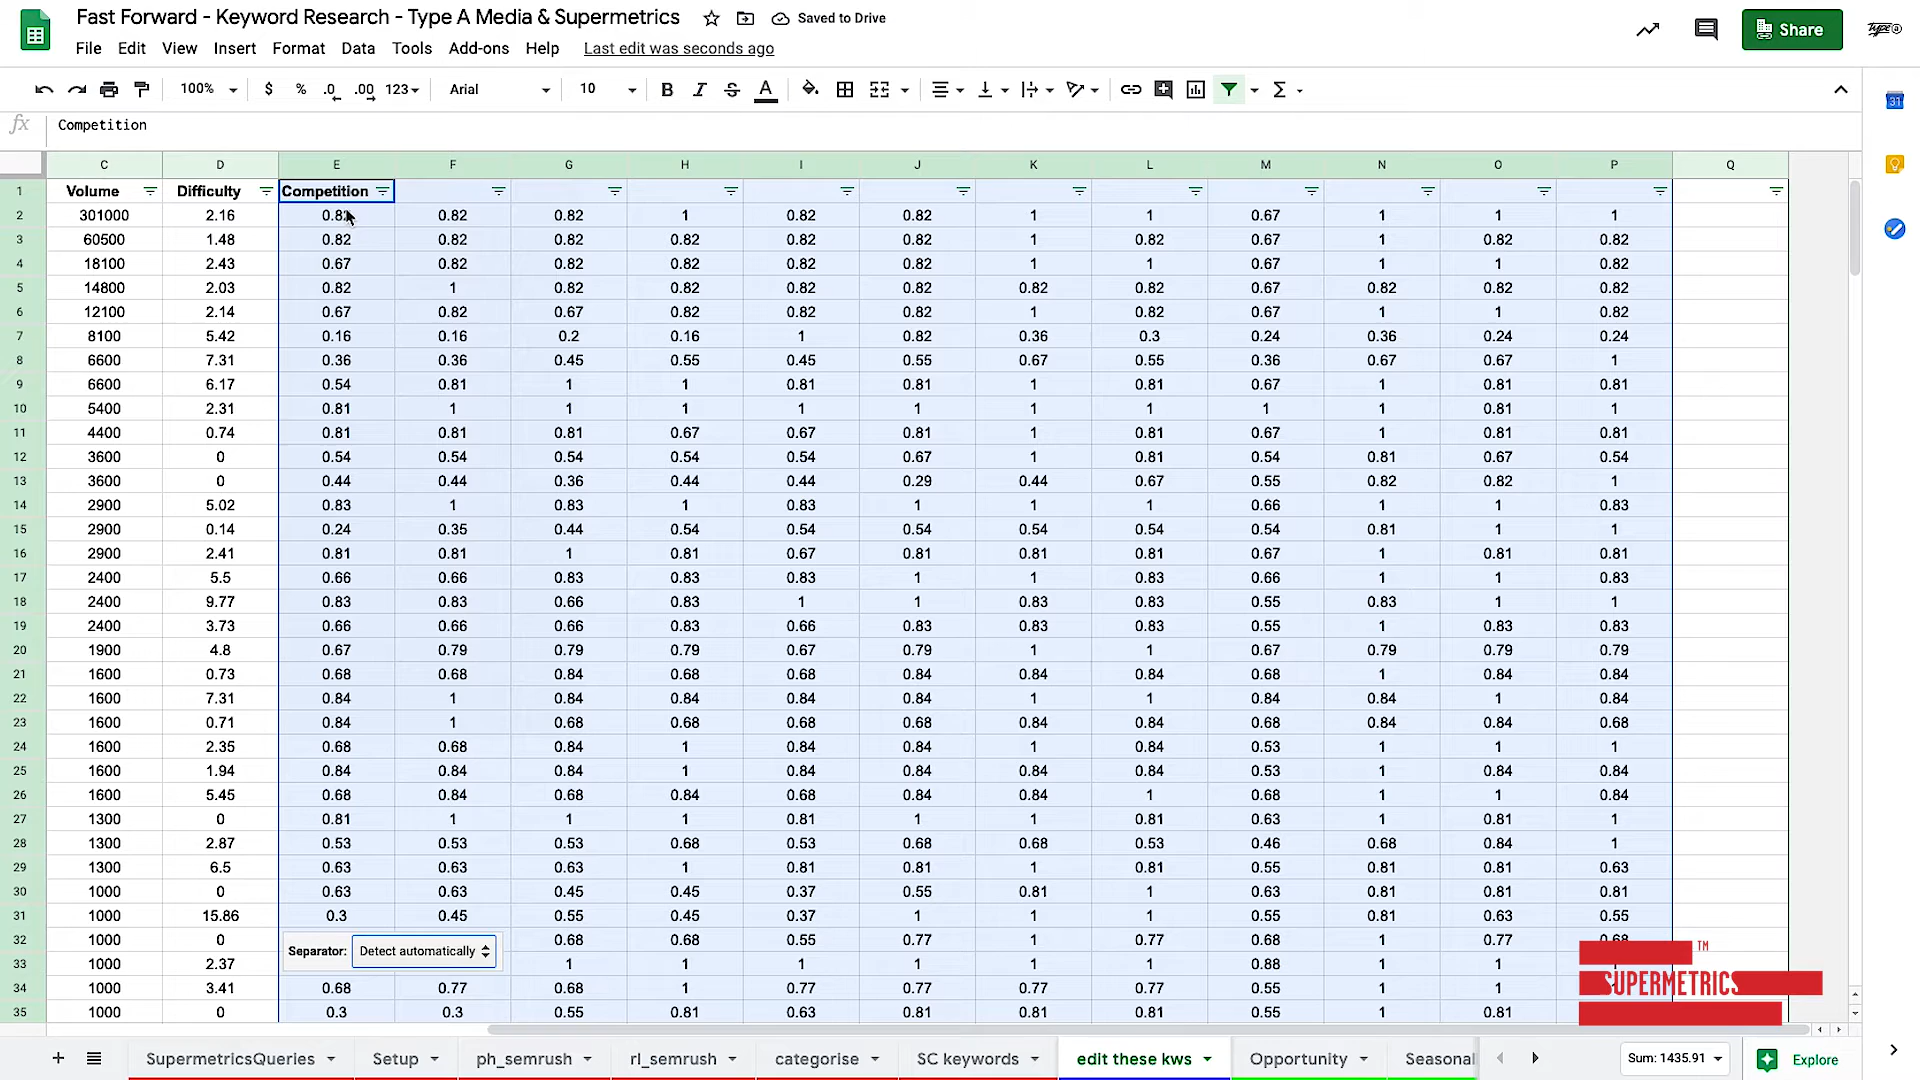 Fast Forward - Keyword Research - Type A Media & Supermetrics Saved to Drive
File Edit View Insert Format Data Tools Add-ons Help Last edit was seconds ago
Share
100% $ % .0 .00 123 Arial 10 B I S A
fx Competition
C D E F G H I J K L M N O P Q
1 Volume Difficulty Competition
2 301000 2.16 0.82 0.82 0.82 1 0.82 0.82 1 1 0.67 1 1 1
3 60500 1.48 0.82 0.82 0.82 0.82 0.82 0.82 1 0.82 0.67 1 0.82 0.82
4 18100 2.43 0.67 0.82 0.82 0.82 0.82 0.82 1 1 0.67 1 1 0.82
5 14800 2.03 0.82 1 0.82 0.82 0.82 0.82 0.82 0.82 0.67 0.82 0.82 0.82
6 12100 2.14 0.67 0.82 0.67 0.82 0.82 0.82 1 0.82 0.67 1 1 0.82
7 8100 5.42 0.16 0.16 0.2 0.16 1 0.82 0.36 0.3 0.24 0.36 0.24 0.24
8 6600 7.31 0.36 0.36 0.45 0.55 0.45 0.55 0.67 0.55 0.36 0.67 0.67 1
9 6600 6.17 0.54 0.81 1 1 0.81 0.81 1 0.81 0.67 1 0.81 0.81
10 5400 2.31 0.81 1 1 1 1 1 1 1 1 1 0.81 1
11 4400 0.74 0.81 0.81 0.81 0.67 0.67 0.81 1 0.81 0.67 1 0.81 0.81
12 3600 0 0.54 0.54 0.54 0.54 0.54 0.67 1 0.81 0.54 0.81 0.67 0.54
13 3600 0 0.44 0.44 0.36 0.44 0.44 0.29 0.44 0.67 0.55 0.82 0.82 1
14 2900 5.02 0.83 1 0.83 1 0.83 1 1 1 0.66 1 1 0.83
15 2900 0.14 0.24 0.35 0.44 0.54 0.54 0.54 0.54 0.54 0.54 0.81 1 1
16 2900 2.41 0.81 0.81 1 0.81 0.67 0.81 0.81 0.81 0.67 1 0.81 0.81
17 2400 5.5 0.66 0.66 0.83 0.83 0.83 1 1 0.83 0.66 1 1 0.83
18 2400 9.77 0.83 0.83 0.66 0.83 1 1 0.83 0.83 0.55 0.83 1 1
19 2400 3.73 0.66 0.66 0.66 0.83 0.66 0.83 0.83 0.83 0.55 1 0.83 0.83
20 1900 4.8 0.67 0.79 0.79 0.79 0.67 0.79 1 1 0.67 0.79 0.79 0.79
21 1600 0.73 0.68 0.68 0.84 0.68 0.68 0.84 0.84 0.84 0.68 1 0.84 0.84
22 1600 7.31 0.84 1 0.84 0.84 0.84 0.84 1 1 0.84 0.84 1 0.84
23 1600 0.71 0.84 1 0.68 0.68 0.68 0.68 0.84 0.84 0.68 0.84 0.84 0.68
24 1600 2.35 0.68 0.68 0.84 1 0.84 0.84 1 0.84 0.53 1 1 1
25 1600 1.94 0.84 0.84 0.84 1 0.84 0.84 0.84 0.84 0.53 1 0.84 0.84
26 1600 5.45 0.68 0.84 0.68 0.84 0.68 0.84 0.84 1 0.68 1 1 0.84
27 1300 0 0.81 1 1 1 0.81 1 1 0.81 0.63 1 0.81 1
28 1300 2.87 0.53 0.53 0.53 0.68 0.53 0.68 0.68 0.53 0.46 0.68 0.84 1
29 1300 6.5 0.63 0.63 0.63 1 0.81 0.81 1 0.81 0.55 0.81 0.81 0.63
30 1000 0 0.63 0.63 0.45 0.45 0.37 0.55 0.81 1 0.63 0.81 0.81 0.81
31 1000 15.86 0.3 0.45 0.55 0.45 0.37 1 1 1 0.55 0.81 0.63 0.55
32 1000 0 0.68 0.68 0.55 0.77 1 0.77 0.68 1 0.77 0.68
Separator: Detect automatically
33 1000 2.37 1 1 1 1 1 1 0.88 1 1
34 1000 3.41 0.68 0.77 0.68 1 0.77 0.77 0.77 0.77 0.55 1 1
35 1000 0 0.3 0.3 0.55 0.81 0.63 0.81 0.81 0.81 0.55 1 0.81
SUPERMETRICS TM
SupermetricsQueries Setup ph_semrush rl_semrush categorise SC keywords edit these kws Opportunity Seasonal Sum: 1435.91 Explore